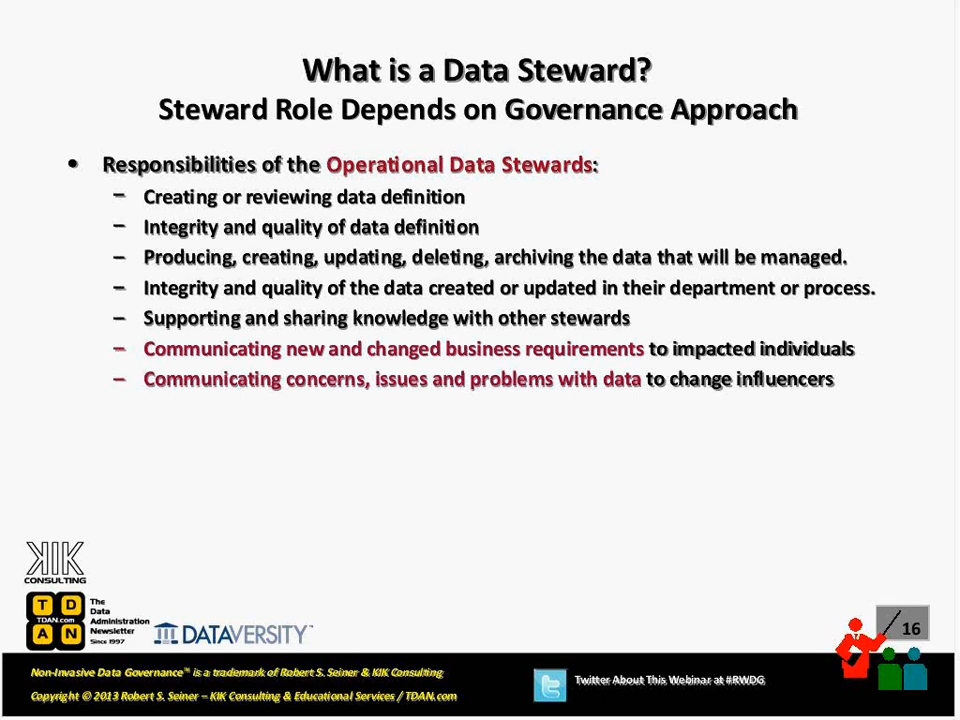 What is a Data Steward?
Steward Role Depends on Governance Approach
• Responsibilities of the Operational Data Stewards:
– Creating or reviewing data definition
– Integrity and quality of data definition
– Producing, creating, updating, deleting, archiving the data that will be managed.
– Integrity and quality of the data created or updated in their department or process.
– Supporting and sharing knowledge with other stewards
– Communicating new and changed business requirements to impacted individuals
– Communicating concerns, issues and problems with data to change influencers
KIK
CONSULTING
T D
TDAN.com
A N
The
Data
Administration
Newsletter
Since 1997
DATAVERSITY™
16
Non-Invasive Data Governance™ is a trademark of Robert S. Seiner & KIK Consulting
Copyright © 2013 Robert S. Seiner – KIK Consulting & Educational Services / TDAN.com
Twitter About This Webinar at #RWDG